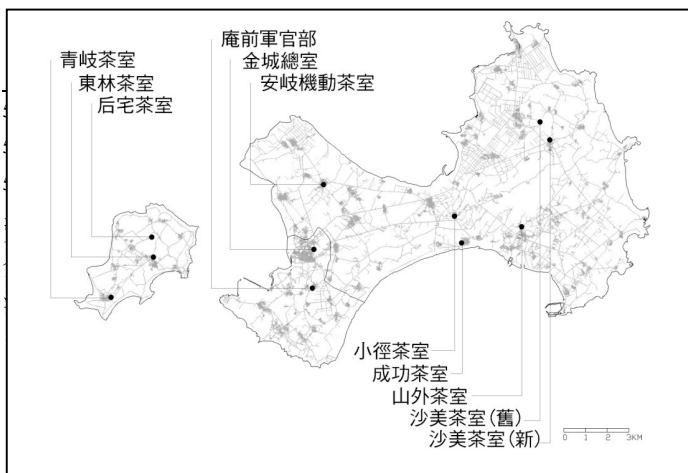 青岐茶室
東林茶室
后宅茶室
庵前軍官部
金城總室
安岐機動茶室
小徑茶室
成功茶室
山外茶室
沙美茶室(舊)
沙美茶室(新)
0 1 2 3KM